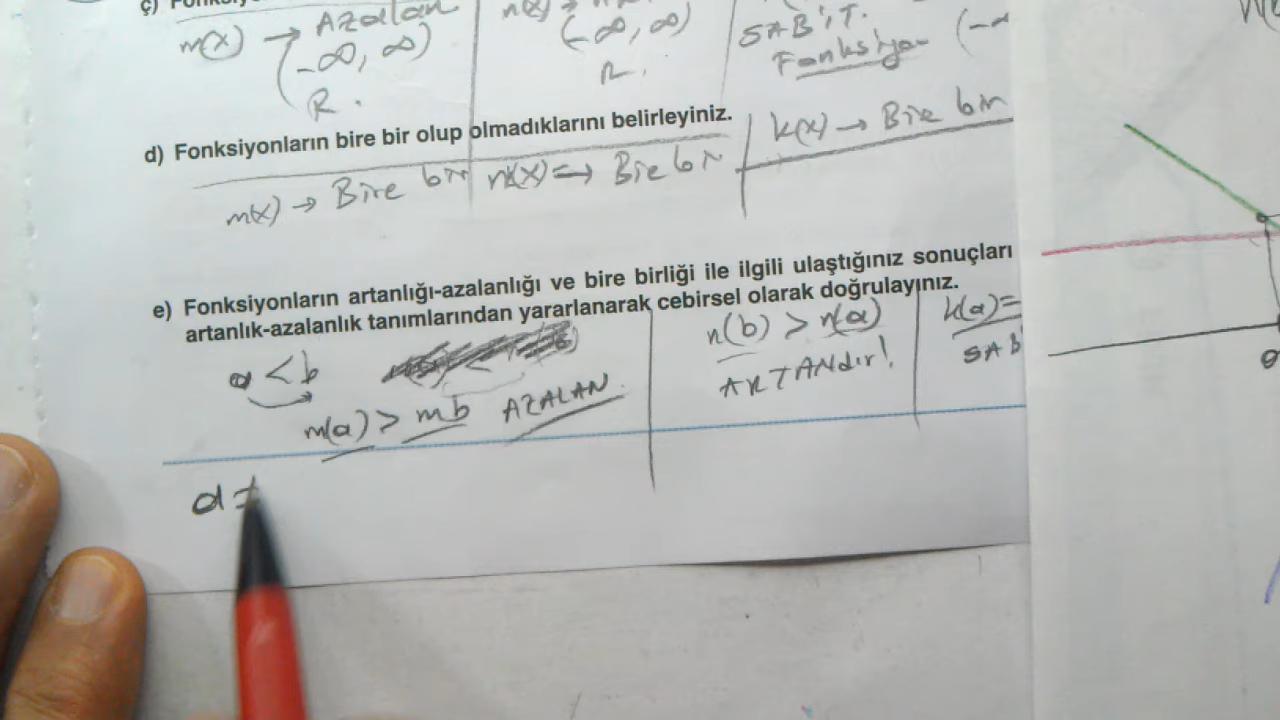 ç)
m(x) → Azalan
(-∞, ∞)
R.
n(x) →
(-∞, ∞)
R.
SABİT.
Fonksiyon (-∞
d) Fonksiyonların bire bir olup olmadıklarını belirleyiniz.
m(x) → Bire bir
n(x) → Bire bir
k(x) → Bire bir
e) Fonksiyonların artanlığı-azalanlığı ve bire birliği ile ilgili ulaştığınız sonuçları
artanlık-azalanlık tanımlarından yararlanarak cebirsel olarak doğrulayınız.
a < b
m(a) > mb AZALAN.
n(b) > n(a)
ARTANdır!
k(a) =
SAB
a ≠